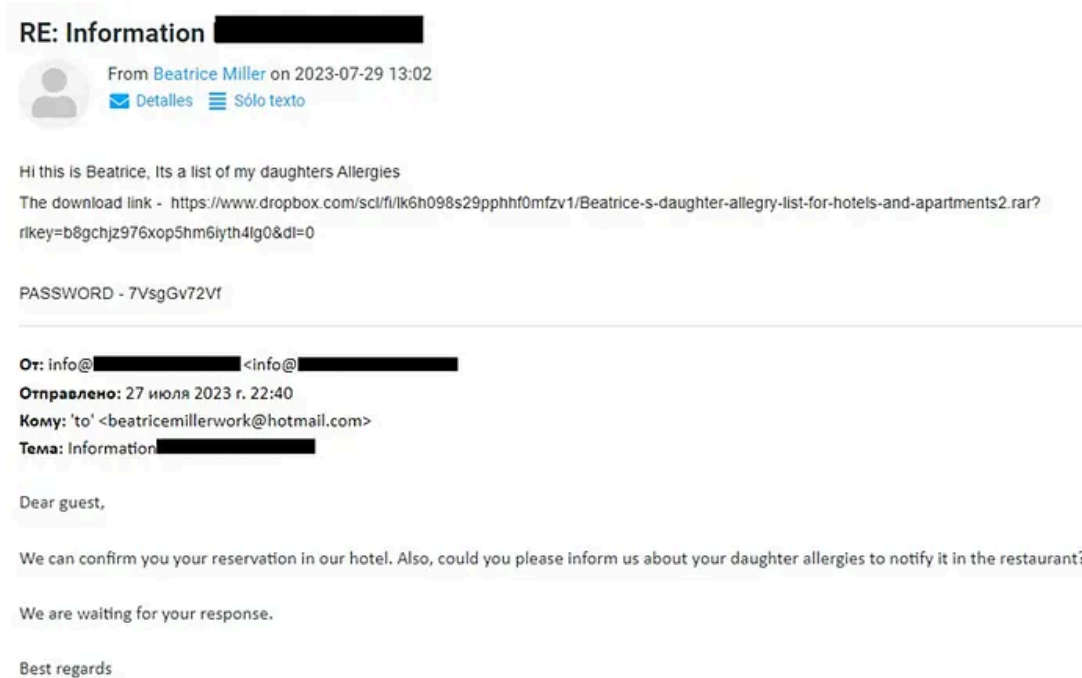 RE: Information
From Beatrice Miller on 2023-07-29 13:02
Detalles Sólo texto
Hi this is Beatrice, Its a list of my daughters Allergies
The download link - https://www.dropbox.com/scl/fi/lk6h098s29pphhf0mfzv1/Beatrice-s-daughter-allegry-list-for-hotels-and-apartments2.rar?
rlkey=b8gchjz976xop5hm6iyth4lg0&dl=0
PASSWORD - 7VsgGv72Vf
От: info@ <info@
Отправлено: 27 июля 2023 г. 22:40
Кому: 'to' <beatricemillerwork@hotmail.com>
Тема: Information
Dear guest,
We can confirm you your reservation in our hotel. Also, could you please inform us about your daughter allergies to notify it in the restaurant?
We are waiting for your response.
Best regards